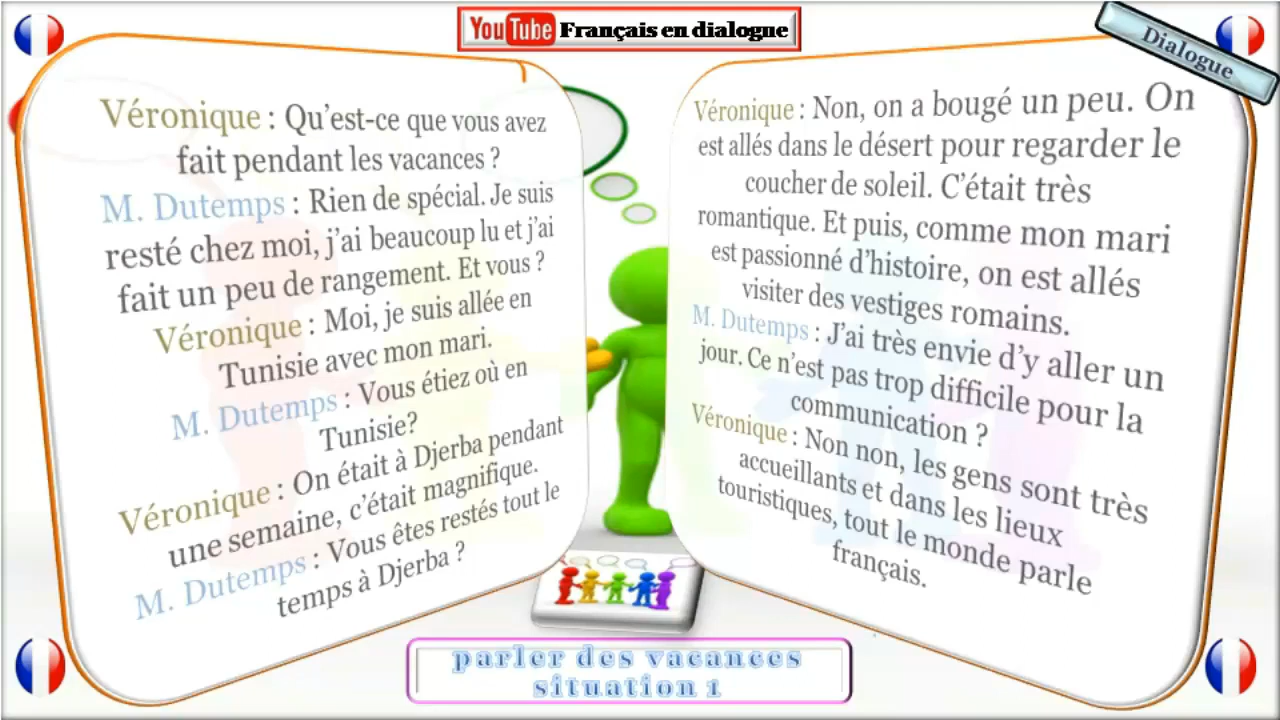 YouTube Français en dialogue
Dialogue
Véronique : Qu’est-ce que vous avez
fait pendant les vacances ?
M. Dutemps : Rien de spécial. Je suis
resté chez moi, j’ai beaucoup lu et j’ai
fait un peu de rangement. Et vous ?
Véronique : Moi, je suis allée en
Tunisie avec mon mari.
M. Dutemps : Vous étiez où en
Tunisie?
Véronique : On était à Djerba pendant
une semaine, c’était magnifique.
M. Dutemps : Vous êtes restés tout le
temps à Djerba ?
Véronique : Non, on a bougé un peu. On
est allés dans le désert pour regarder le
coucher de soleil. C’était très
romantique. Et puis, comme mon mari
est passionné d’histoire, on est allés
visiter des vestiges romains.
M. Dutemps : J’ai très envie d’y aller un
jour. Ce n’est pas trop difficile pour la
communication ?
Véronique : Non non, les gens sont très
accueillants et dans les lieux
touristiques, tout le monde parle
français.
parler des vacances
situation 1